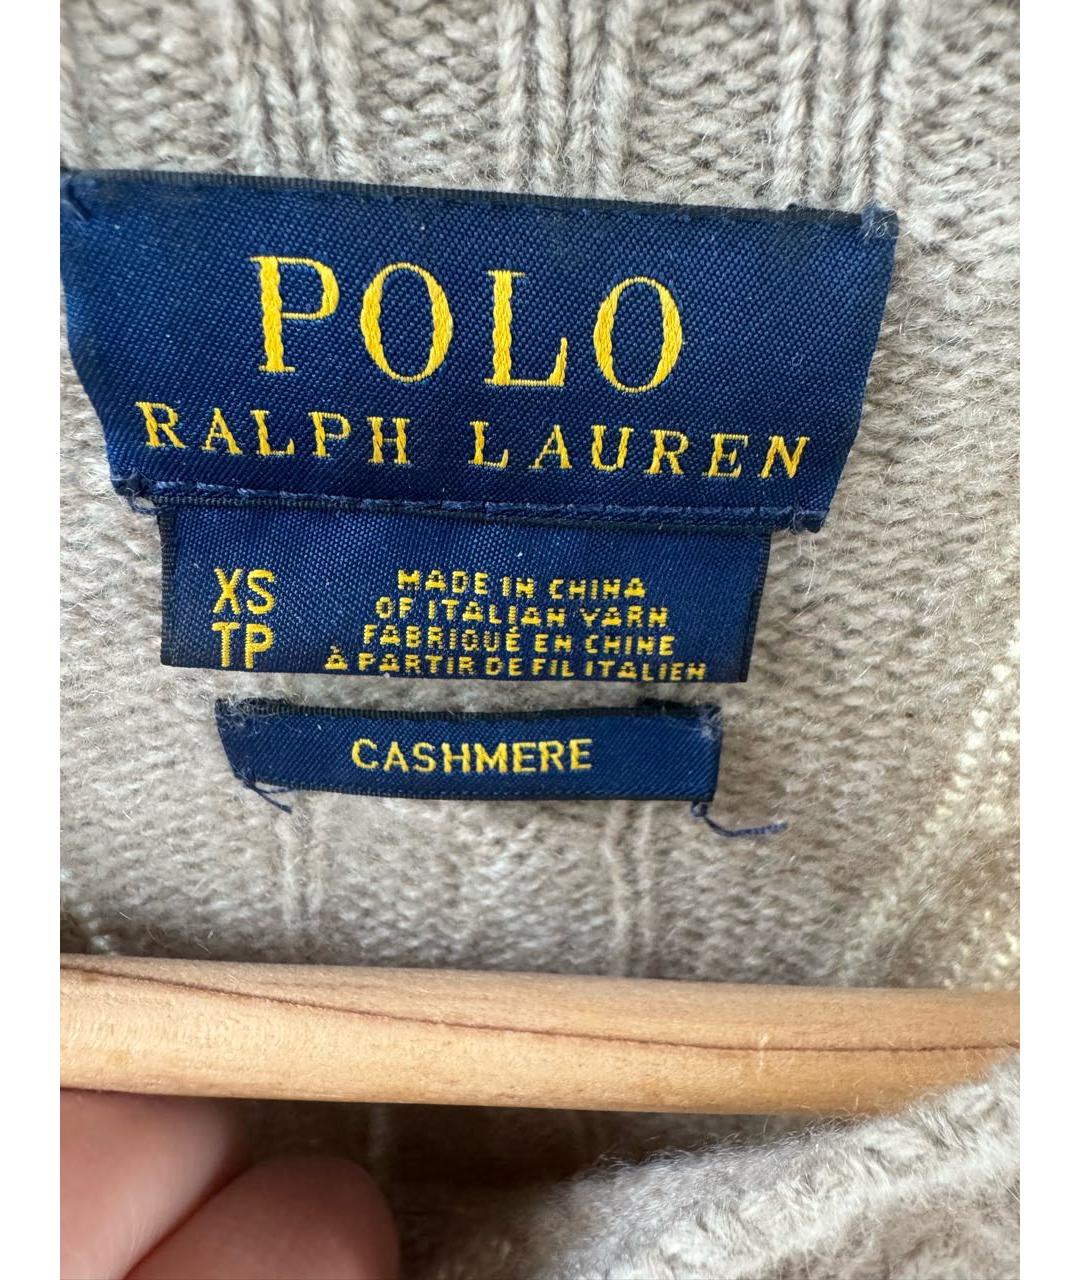 POLO
RALPH LAUREN
XS
TP
MADE IN CHINA
OF ITALIAN YARN
FABRIQUÉ EN CHINE
À PARTIR DE FIL ITALIEN
CASHMERE